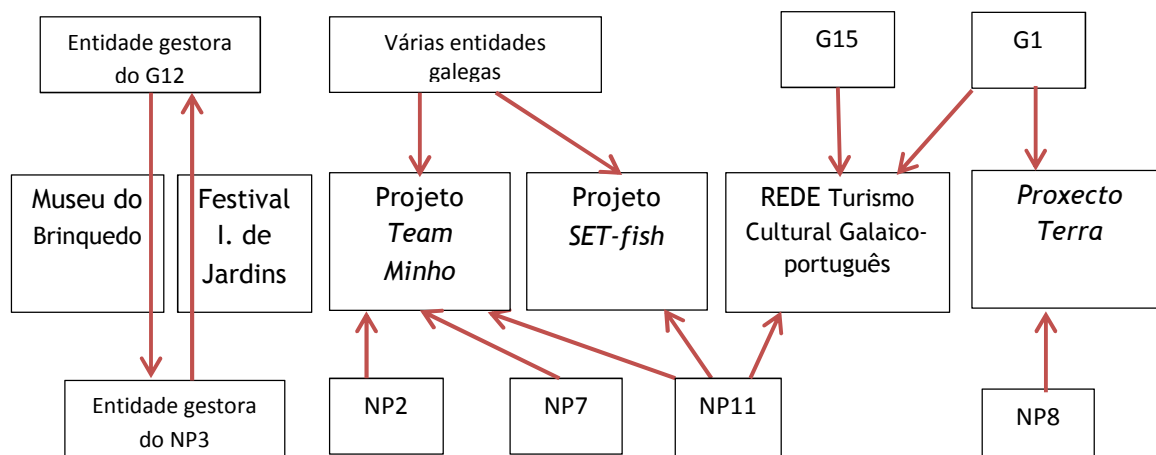 Entidade gestora
do G12
Várias entidades
galegas
G15
G1
Museu do
Brinquedo
Festival
I. de
Jardins
Projeto
Team
Minho
Projeto
SET-fish
REDE Turismo
Cultural Galaico-
português
Proxecto
Terra
Entidade gestora
do NP3
NP2
NP7
NP11
NP8